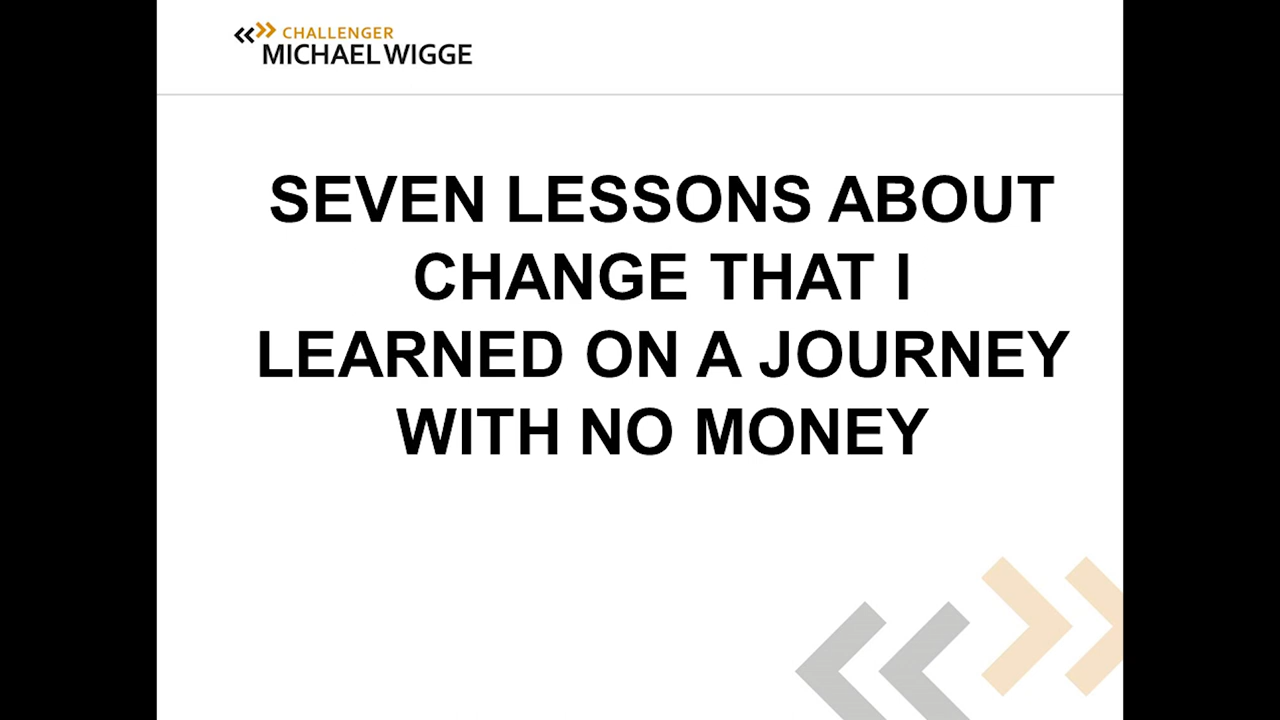 CHALLENGER
MICHAEL WIGGE
SEVEN LESSONS ABOUT
CHANGE THAT I
LEARNED ON A JOURNEY
WITH NO MONEY